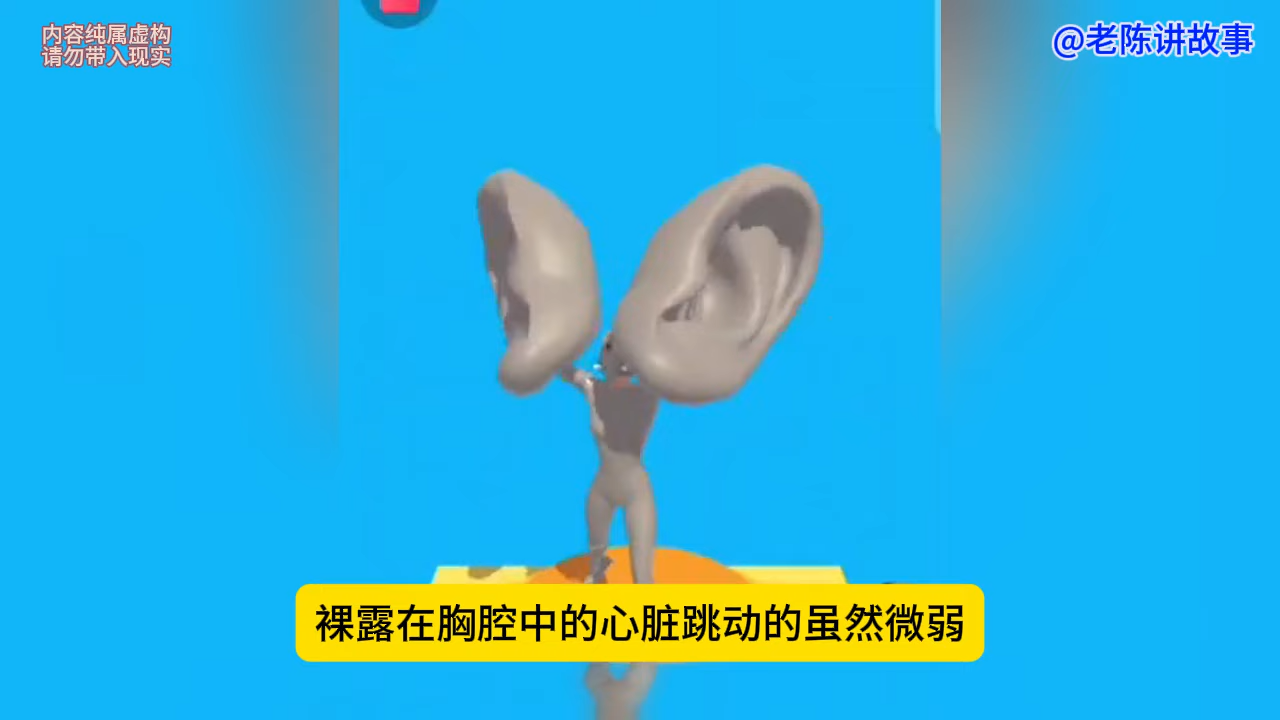 内容纯属虚构
请勿带入现实
@老陈讲故事
裸露在胸腔中的心脏跳动的虽然微弱